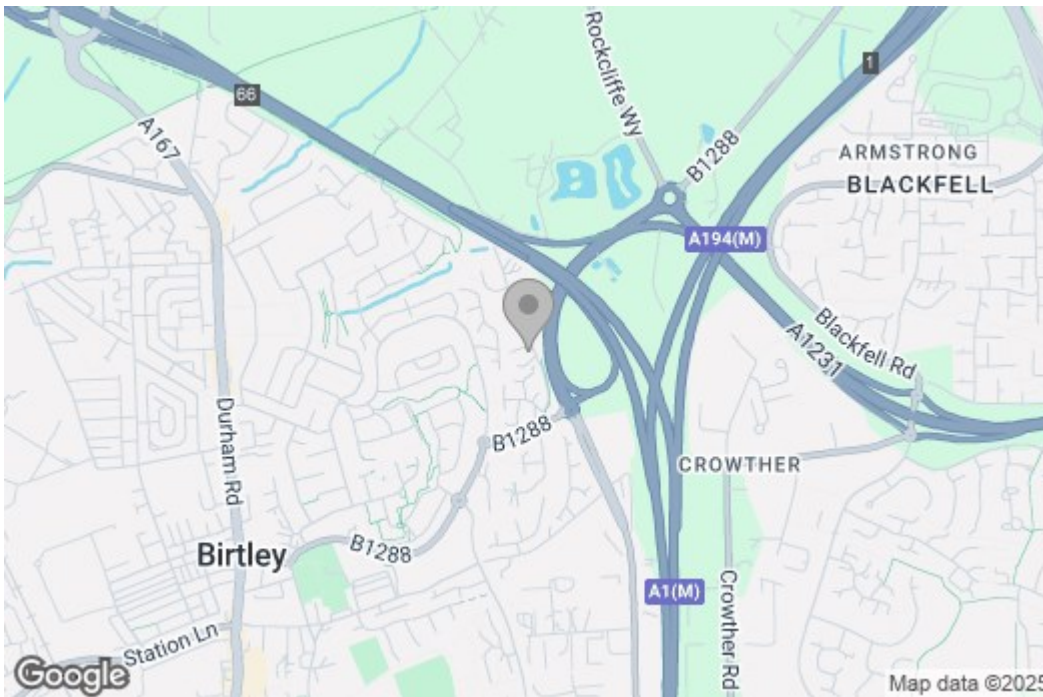 Rockcliffe Wy
1
66
A167
B1288
ARMSTRONG
BLACKFELL
A194(M)
Blackfell Rd
A1231
Durham Rd
B1288
CROWTHER
Birtley
B1288
A1(M)
Crowther Rd
Station Ln
Google
Map data ©2025